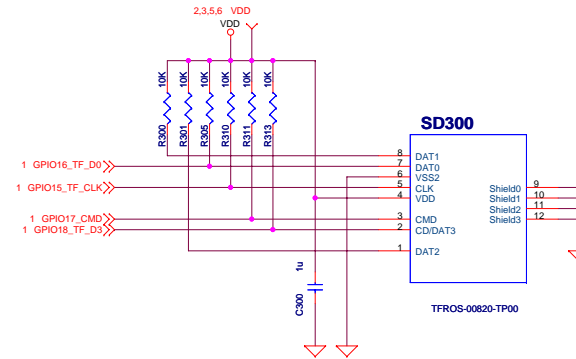 2,3,5,6 VDD
VDD
10K 10K 10K 10K 10K 10K
R300 R301 R305 R310 R311 R313
SD300
8 DAT1
1 GPIO16_TF_D0 7 DAT0
6 VSS2
1 GPIO15_TF_CLK 5 CLK Shield0 9
4 VDD Shield1 10
Shield2 11
1 GPIO17_CMD 3 CMD Shield3 12
1 GPIO18_TF_D3 2 CD/DAT3
1 DAT2
1u
C300
TFROS-00820-TP00